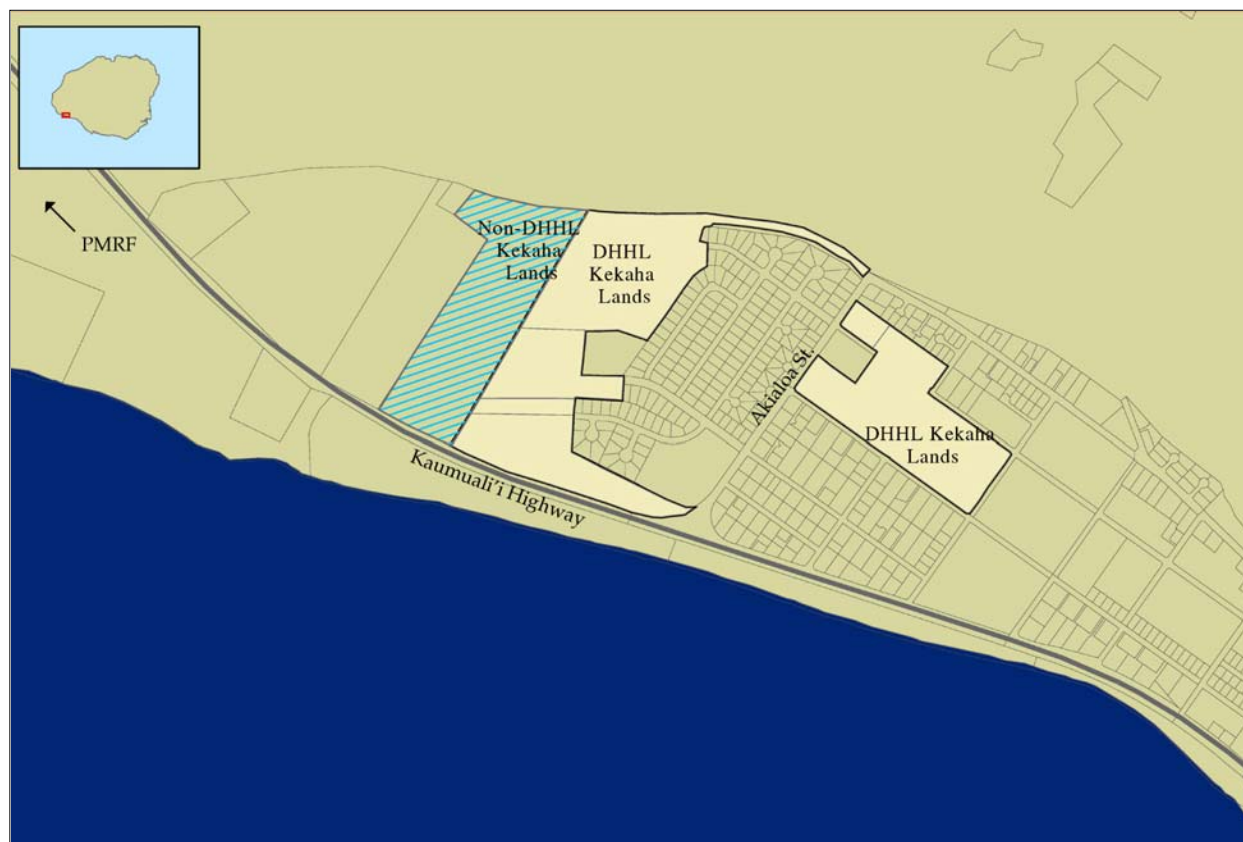 PMRF
Non-DHHL
Kekaha
Lands
DHHL
Kekaha
Lands
Akialoa St.
DHHL Kekaha
Lands
Kaumuali'i Highway